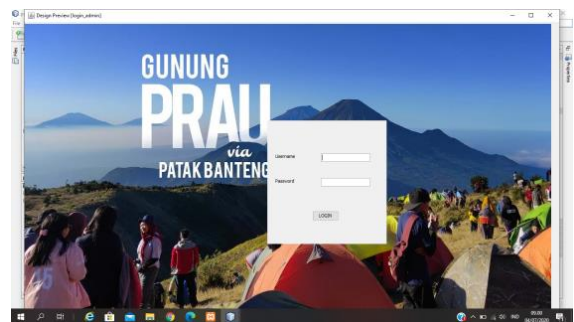 Design Preview [login_admin]
GUNUNG
PRAU
via
PATAK BANTENG
Username
Password
LOGIN